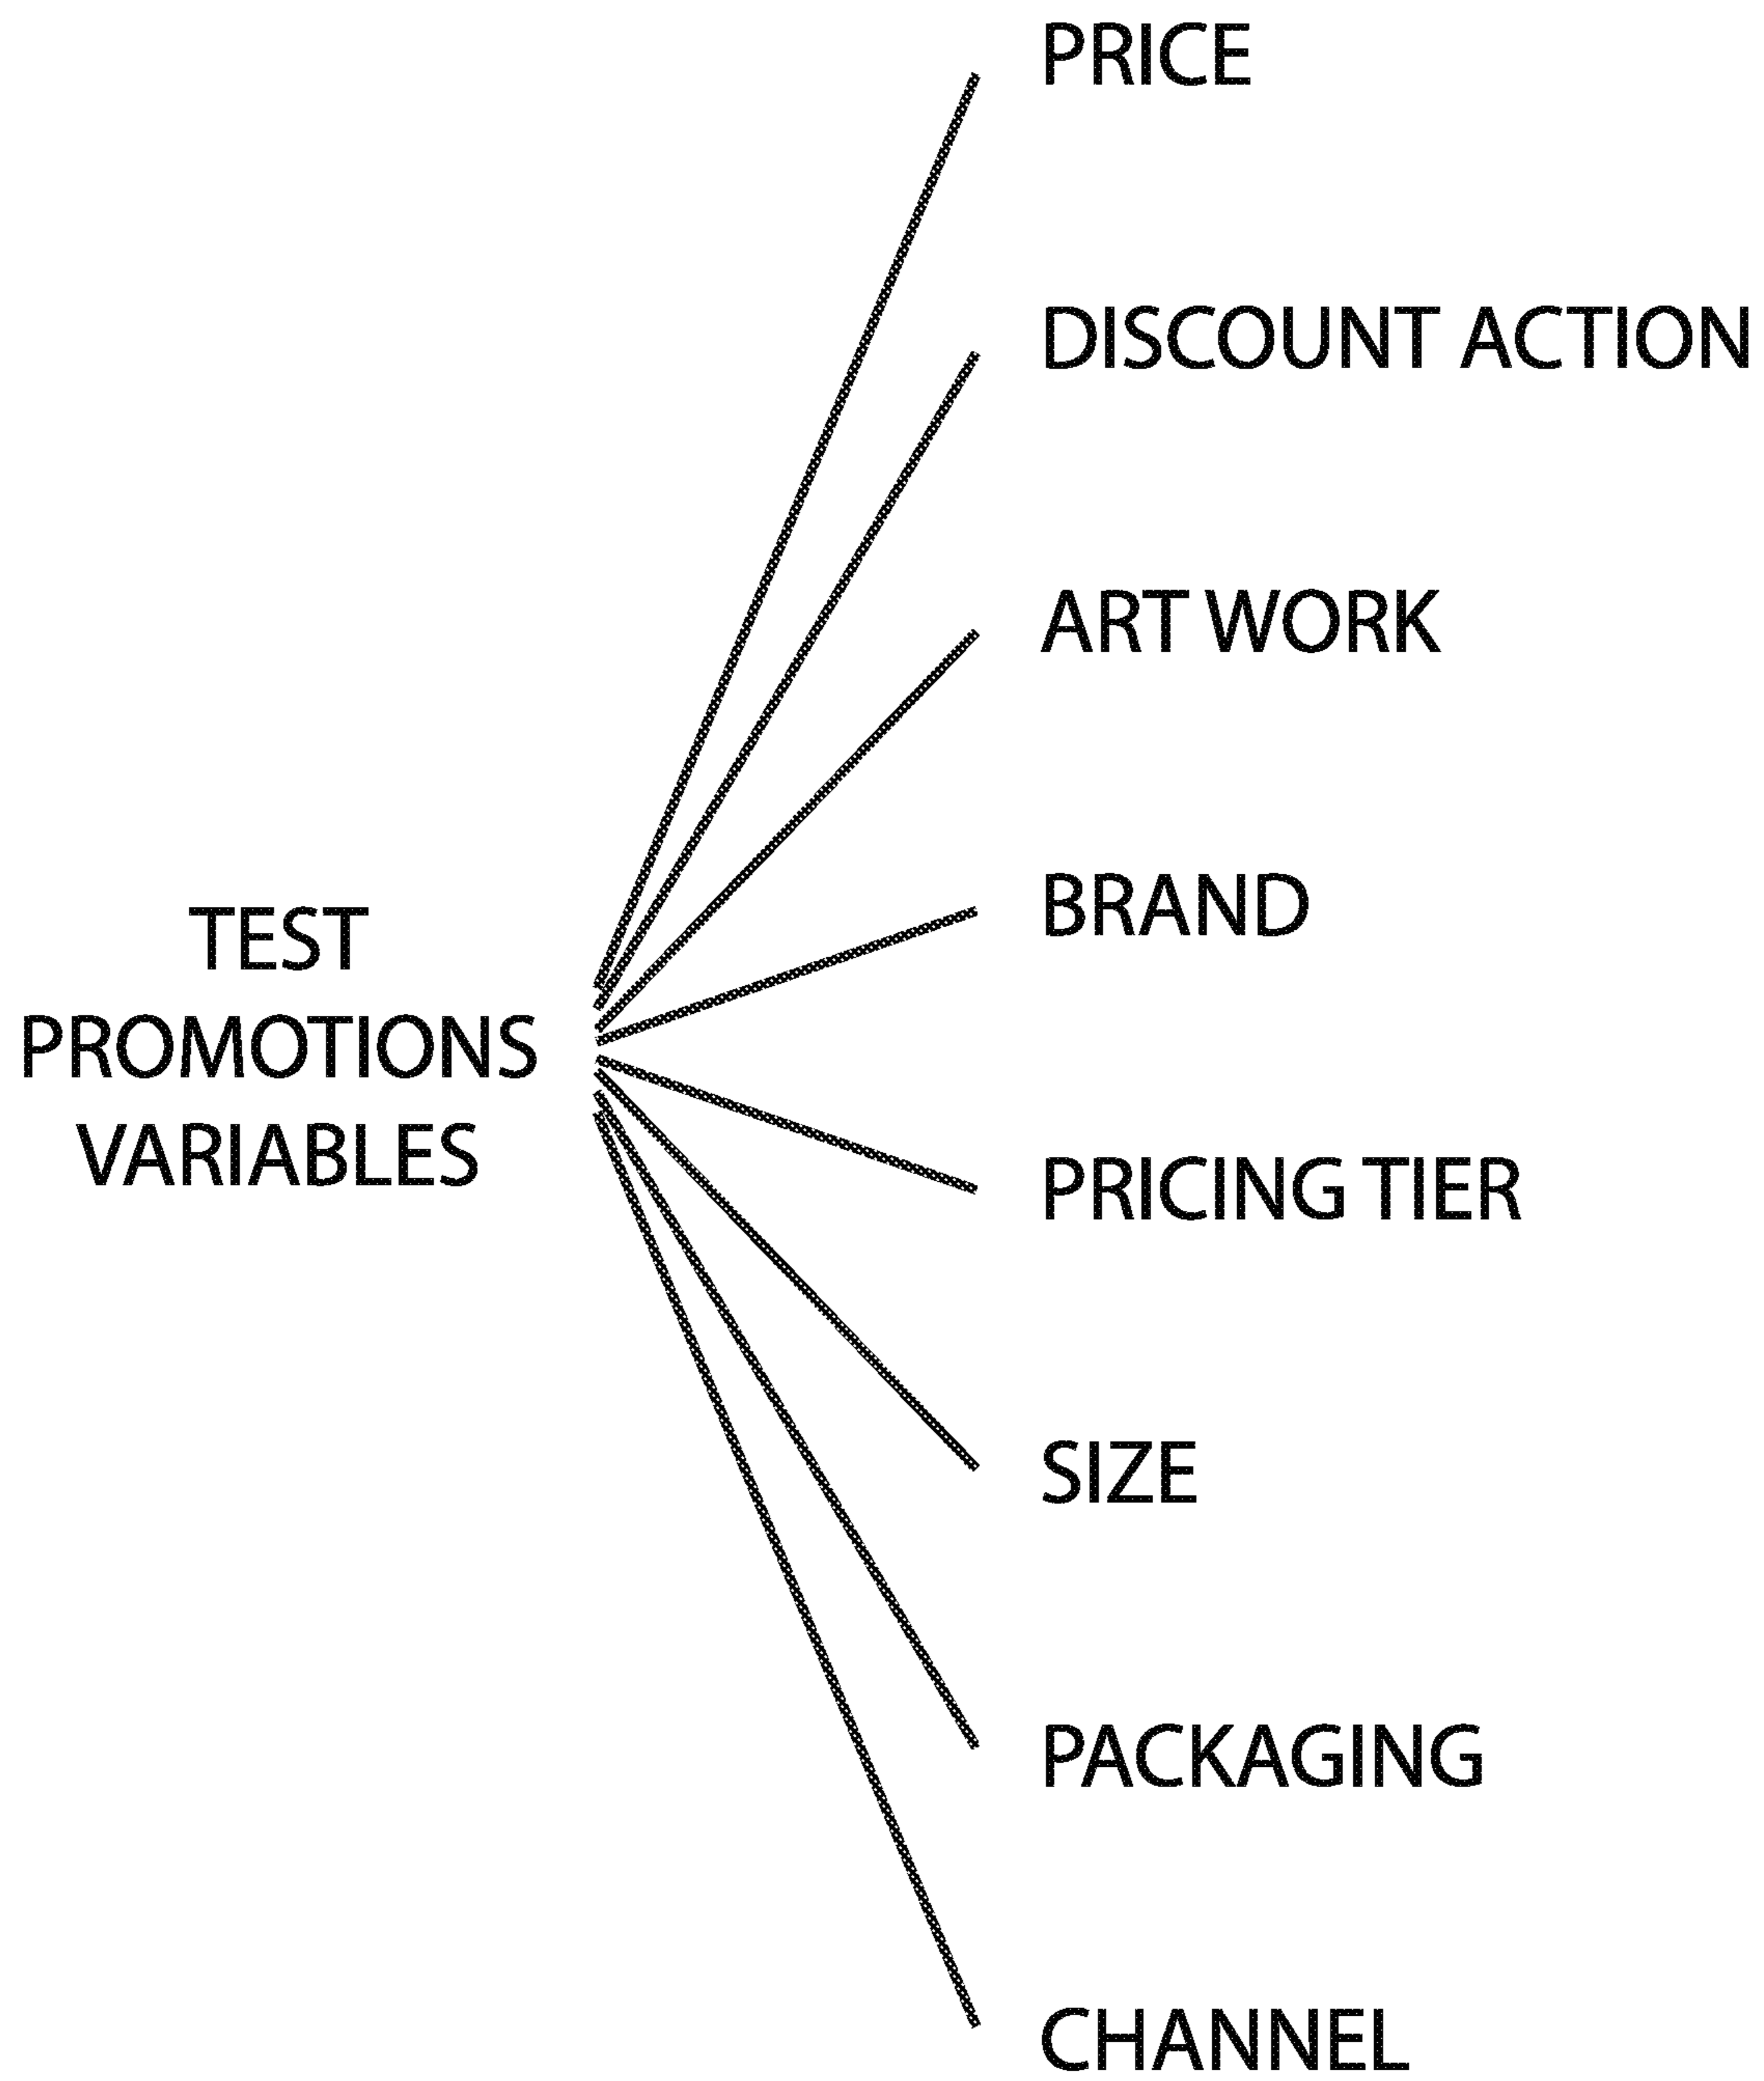 PRICE
DISCOUNT ACTION
ART WORK
BRAND
TEST
PROMOTIONS
VARIABLES
PRICING TIER
SIZE
PACKAGING
CHANNEL